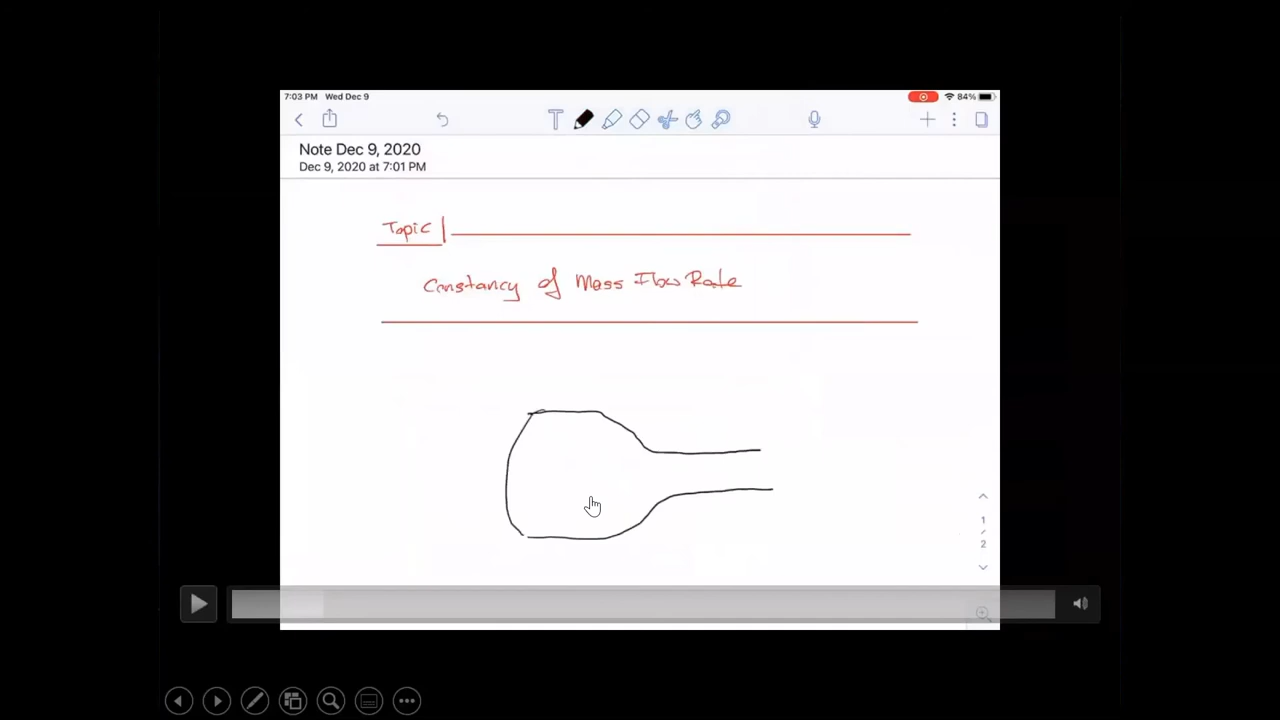 7:03 PM Wed Dec 9 84%
T
Note Dec 9, 2020
Dec 9, 2020 at 7:01 PM
Topic
Constancy of Mass Flow Rate
1
2